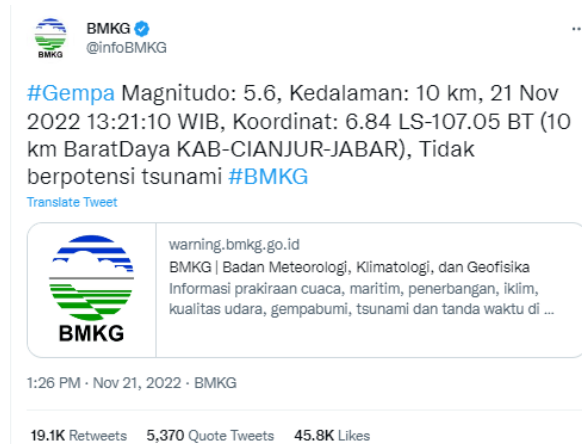 BMKG
@infoBMKG
BMKG
#Gempa Magnitudo: 5.6, Kedalaman: 10 km, 21 Nov
2022 13:21:10 WIB, Koordinat: 6.84 LS-107.05 BT (10
km BaratDaya KAB-CIANJUR-JABAR), Tidak
berpotensi tsunami #BMKG
Translate Tweet
BMKG
warning.bmkg.go.id
BMKG | Badan Meteorologi, Klimatologi, dan Geofisika
Informasi prakiraan cuaca, maritim, penerbangan, iklim,
kualitas udara, gempabumi, tsunami dan tanda waktu di ...
1:26 PM · Nov 21, 2022 · BMKG
19.1K Retweets 5,370 Quote Tweets 45.8K Likes